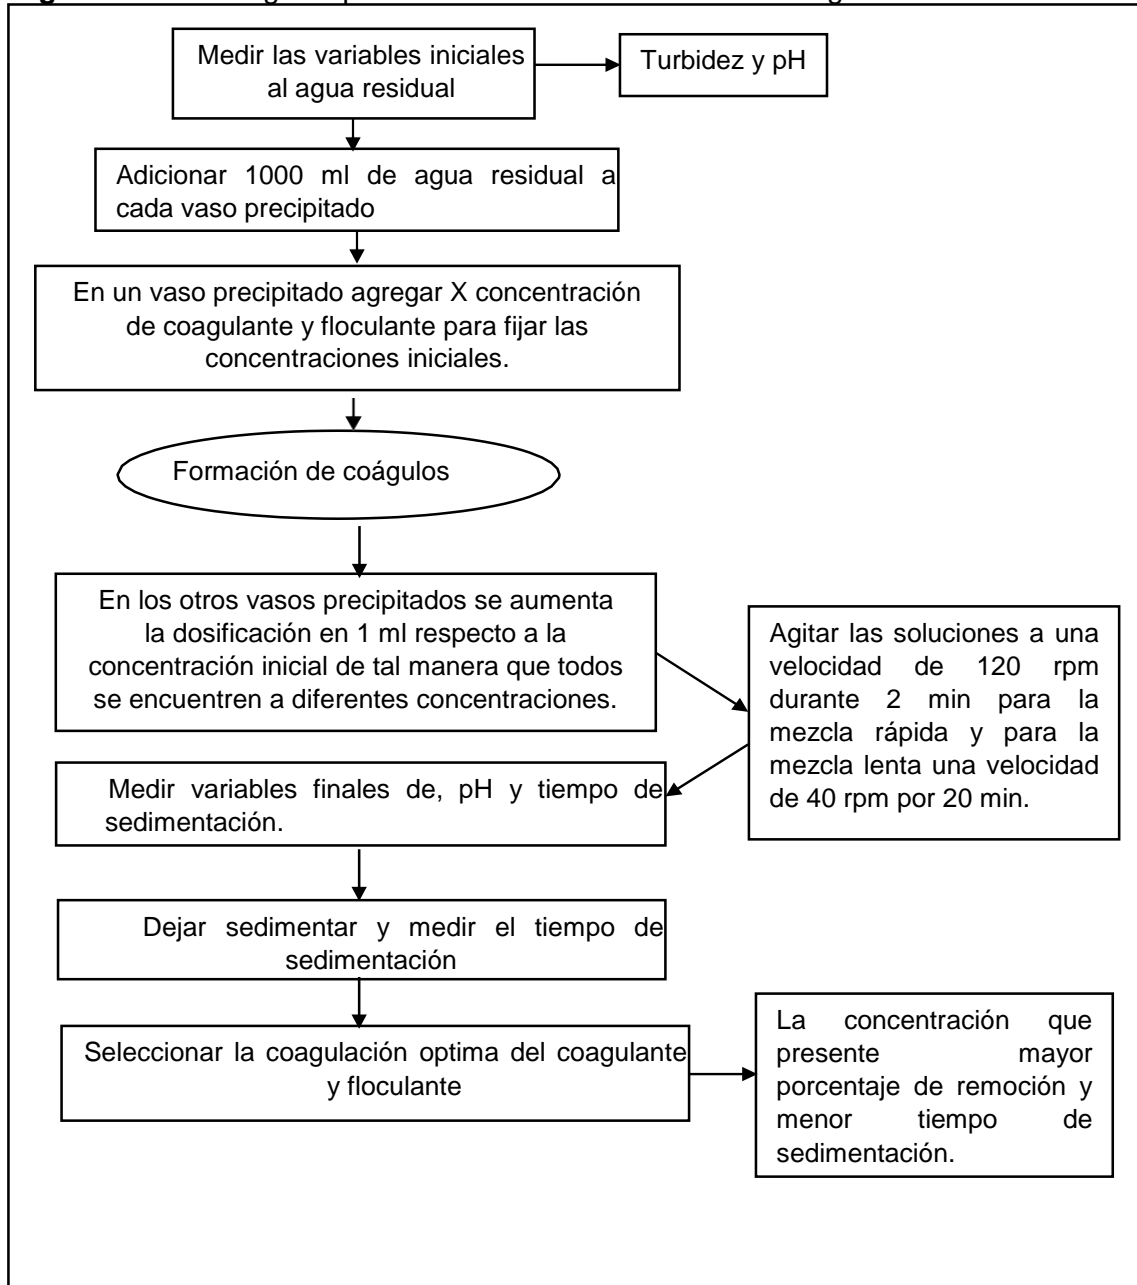 Medir las variables iniciales
al agua residual
Turbidez y pH
Adicionar 1000 ml de agua residual a
cada vaso precipitado
En un vaso precipitado agregar X concentración
de coagulante y floculante para fijar las
concentraciones iniciales.
Formación de coágulos
En los otros vasos precipitados se aumenta
la dosificación en 1 ml respecto a la
concentración inicial de tal manera que todos
se encuentren a diferentes concentraciones.
Agitar las soluciones a una
velocidad de 120 rpm
durante 2 min para la
mezcla rápida y para la
mezcla lenta una velocidad
de 40 rpm por 20 min.
Medir variables finales de, pH y tiempo de
sedimentación.
Dejar sedimentar y medir el tiempo de
sedimentación
Seleccionar la coagulación optima del coagulante
y floculante
La concentración que
presente mayor
porcentaje de remoción y
menor tiempo de
sedimentación.